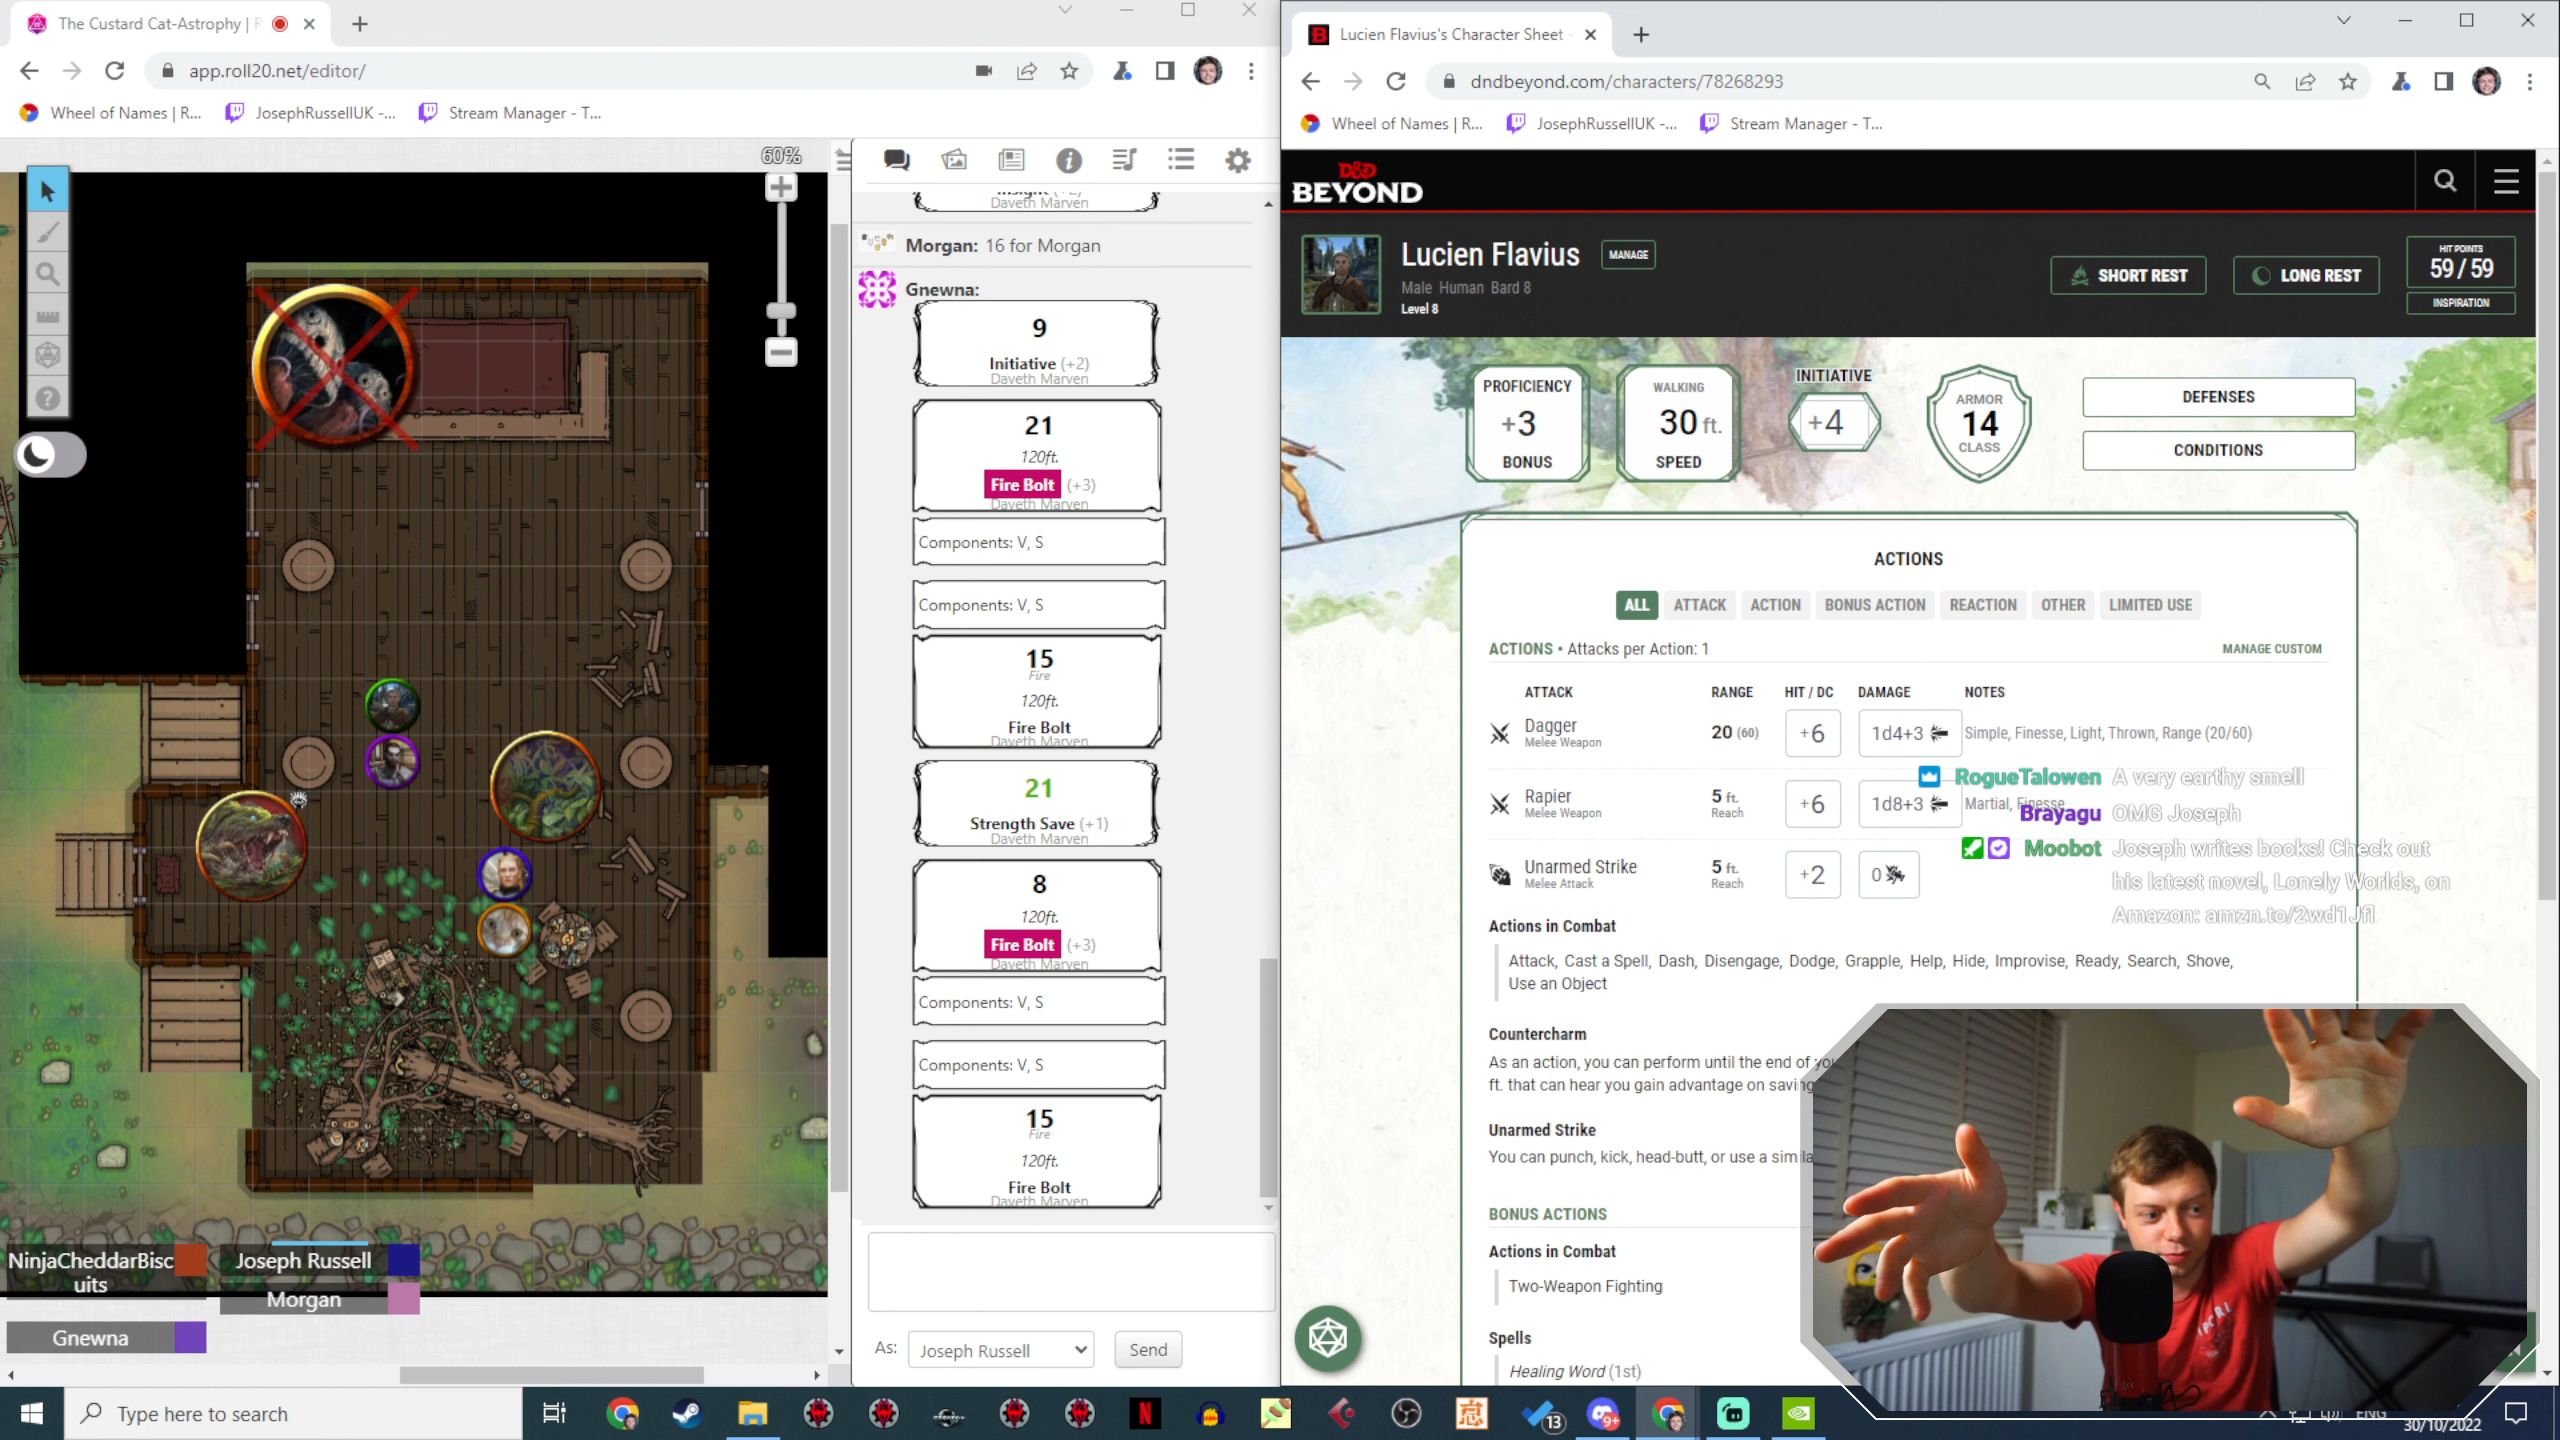 The Custard Cat-Astrophy |
app.roll20.net/editor/
Wheel of Names | R...
JosephRussellUK -...
Stream Manager - T...
60%
Insight (+2)
Daveth Marven
Morgan: 16 for Morgan
Gnewna:
9
Initiative (+2)
Daveth Marven
21
120ft.
Fire Bolt (+3)
Daveth Marven
Components: V, S
Components: V, S
15
Fire
120ft.
Fire Bolt
Daveth Marven
21
Strength Save (+1)
Daveth Marven
8
120ft.
Fire Bolt (+3)
Daveth Marven
Components: V, S
Components: V, S
15
Fire
120ft.
Fire Bolt
Daveth Marven
NinjaCheddarBisc
uits
Joseph Russell
Morgan
Gnewna
As:
Joseph Russell
Send
Lucien Flavius's Character Sheet -
dndbeyond.com/characters/78268293
Wheel of Names | R...
JosephRussellUK -...
Stream Manager - T...
D&D
BEYOND
Lucien Flavius
MANAGE
Male Human Bard 8
Level 8
SHORT REST
LONG REST
HIT POINTS
59 / 59
INSPIRATION
PROFICIENCY
+3
BONUS
WALKING
30 ft.
SPEED
INITIATIVE
+4
ARMOR
14
CLASS
DEFENSES
CONDITIONS
ACTIONS
ALL ATTACK ACTION BONUS ACTION REACTION OTHER LIMITED USE
ACTIONS • Attacks per Action: 1
MANAGE CUSTOM
ATTACK RANGE HIT / DC DAMAGE NOTES
Dagger
Melee Weapon
20 (60)
+6
1d4+3
Simple, Finesse, Light, Thrown, Range (20/60)
Rapier
Melee Weapon
5 ft.
Reach
+6
1d8+3
Martial, Finesse
Unarmed Strike
Melee Attack
5 ft.
Reach
+2
0
RogueTalowen A very earthy smell
Brayagu OMG Joseph
Moobot Joseph writes books! Check out
his latest novel, Lonely Worlds, on
Amazon: amzn.to/2wd1Jfl
Actions in Combat
Attack, Cast a Spell, Dash, Disengage, Dodge, Grapple, Help, Hide, Improvise, Ready, Search, Shove,
Use an Object
Countercharm
As an action, you can perform until the end of
ft. that can hear you gain advantage on saving
Unarmed Strike
You can punch, kick, head-butt, or use a
BONUS ACTIONS
Actions in Combat
Two-Weapon Fighting
Spells
Healing Word (1st)
Type here to search
13
9+
ENG
30/10/2022